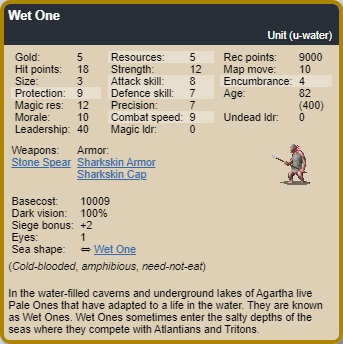 Wet One
Unit (u-water)
Gold: 5 Resources: 5 Rec points: 9000
Hit points: 18 Strength: 12 Map move: 10
Size: 3 Attack skill: 8 Encumbrance: 4
Protection: 9 Defence skill: 7 Age: 82
Magic res: 12 Precision: 7 (400)
Morale: 10 Combat speed: 9 Undead ldr: 0
Leadership: 40 Magic ldr: 0
Weapons: Armor:
Stone Spear Sharkskin Armor
Sharkskin Cap
Basecost: 10009
Dark vision: 100%
Siege bonus: +2
Eyes: 1
Sea shape: ⇌ Wet One
(Cold-blooded, amphibious, need-not-eat)
In the water-filled caverns and underground lakes of Agartha live
Pale Ones that have adapted to a life in the water. They are known
as Wet Ones. Wet Ones sometimes enter the salty depths of the
seas where they compete with Atlantians and Tritons.